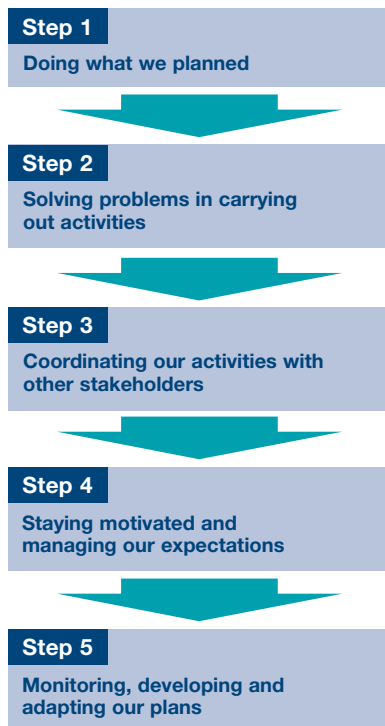 Step 1
Doing what we planned
Step 2
Solving problems in carrying
out activities
Step 3
Coordinating our activities with
other stakeholders
Step 4
Staying motivated and
managing our expectations
Step 5
Monitoring, developing and
adapting our plans